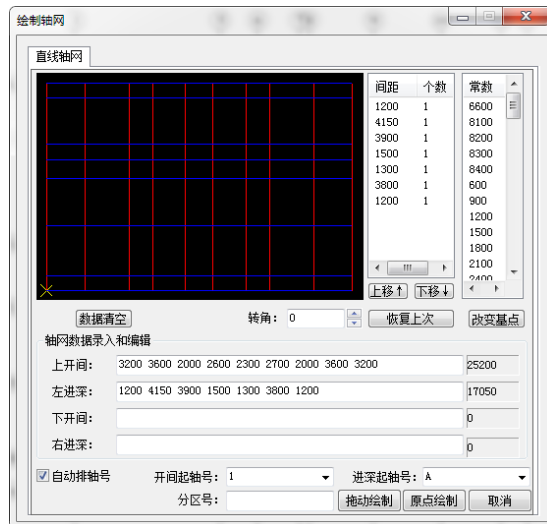 绘制轴网
直线轴网
间距 个数 常数
1200 1 6600
4150 1 8100
3900 1 8200
1500 1 8300
1300 1 8400
3800 1 600
1200 1 900
1200
1500
1800
2100
2400
上移↑ 下移↓
数据清空 转角: 0 恢复上次 改变基点
轴网数据录入和编辑
上开间: 3200 3600 2000 2600 2300 2700 2000 3600 3200 25200
左进深: 1200 4150 3900 1500 1300 3800 1200 17050
下开间: 0
右进深: 0
自动排轴号 开间起轴号: 1 进深起轴号: A
分区号: 拖动绘制 原点绘制 取消